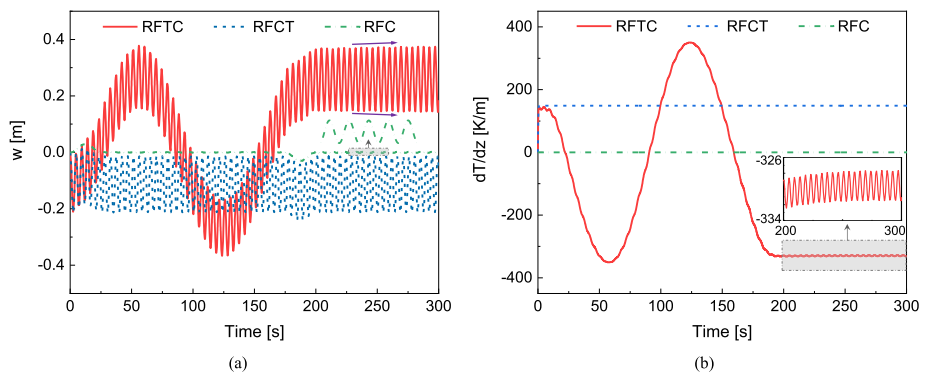 RFTC RFCT RFC
0.4
0.2
0.0
-0.2
-0.4
w [m]
0 50 100 150 200 250 300
Time [s]
(a)
RFTC RFCT RFC
400
200
0
-200
-400
dT/dz [K/m]
-326
-334
200 300
0 50 100 150 200 250 300
Time [s]
(b)